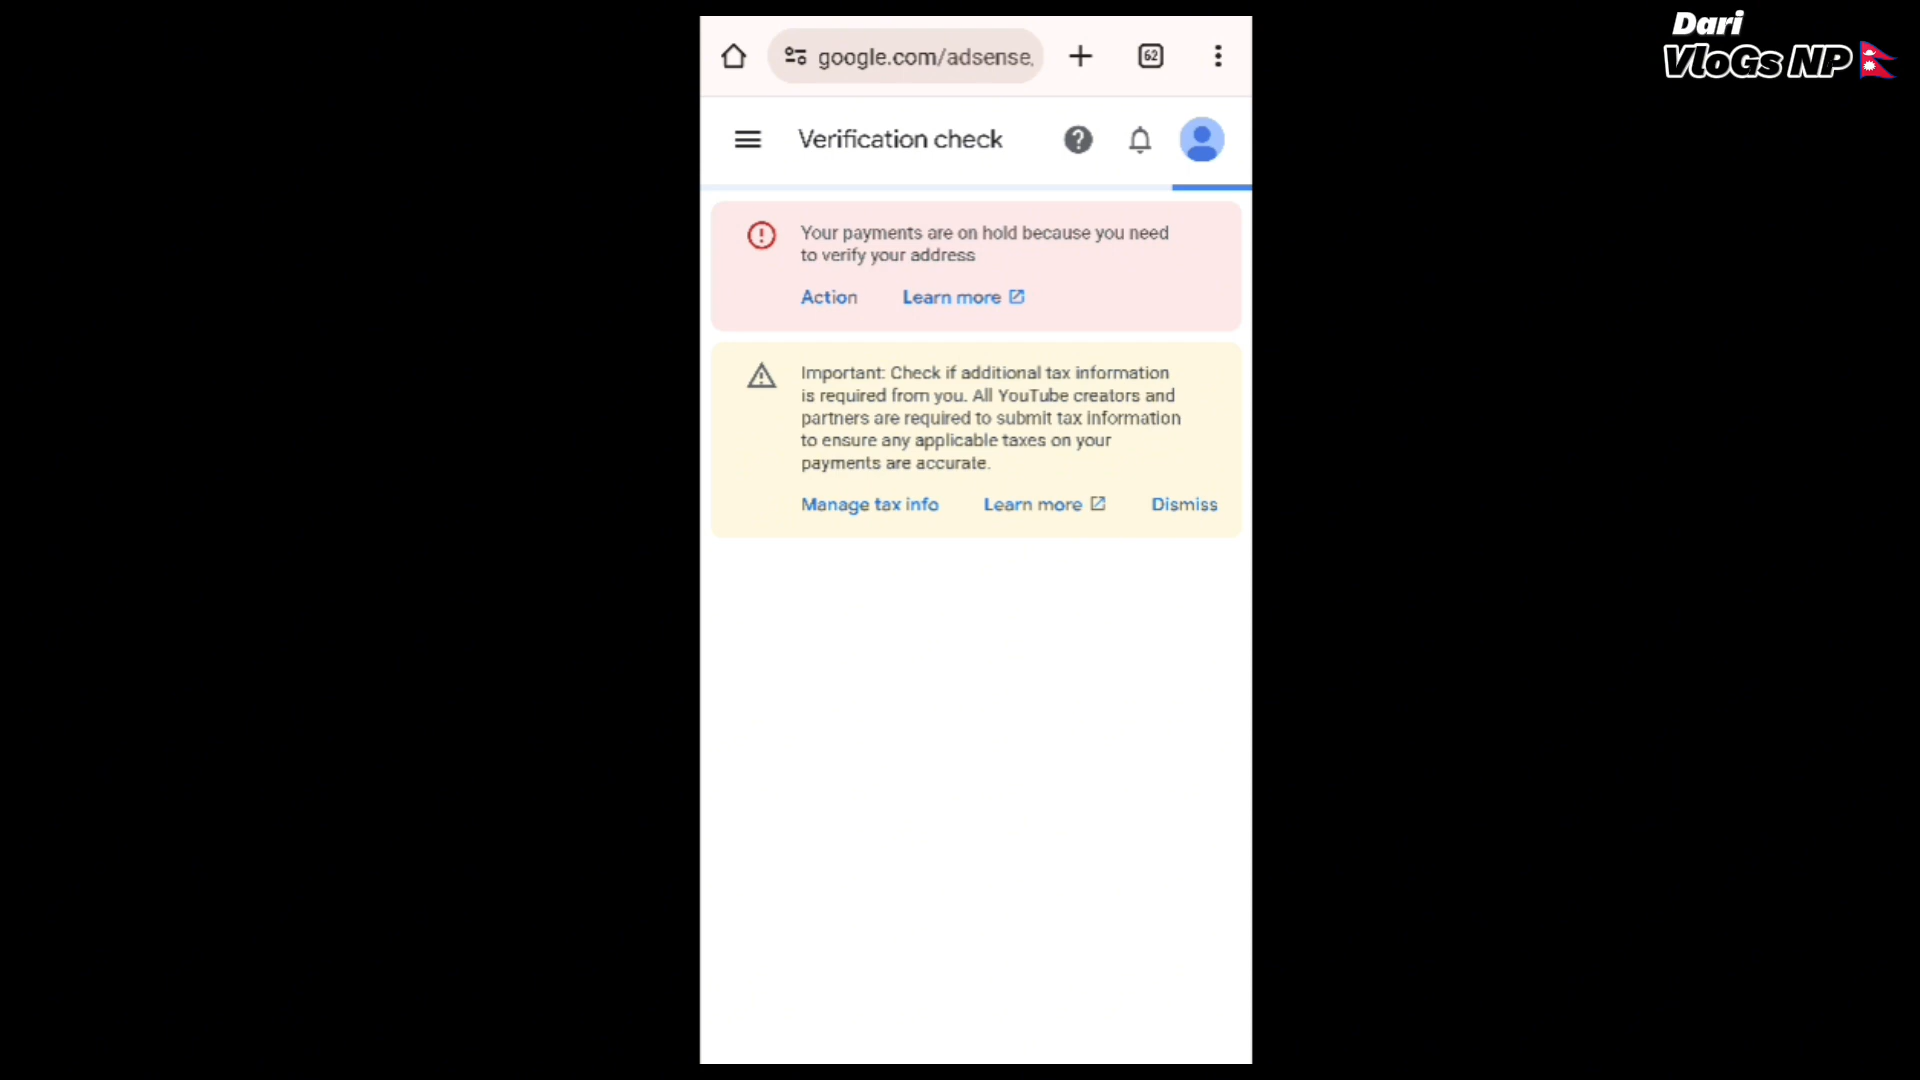 Dari
VloGs NP
google.com/adsense
62
Verification check
Your payments are on hold because you need
to verify your address
Action Learn more
Important: Check if additional tax information
is required from you. All YouTube creators and
partners are required to submit tax information
to ensure any applicable taxes on your
payments are accurate.
Manage tax info Learn more Dismiss